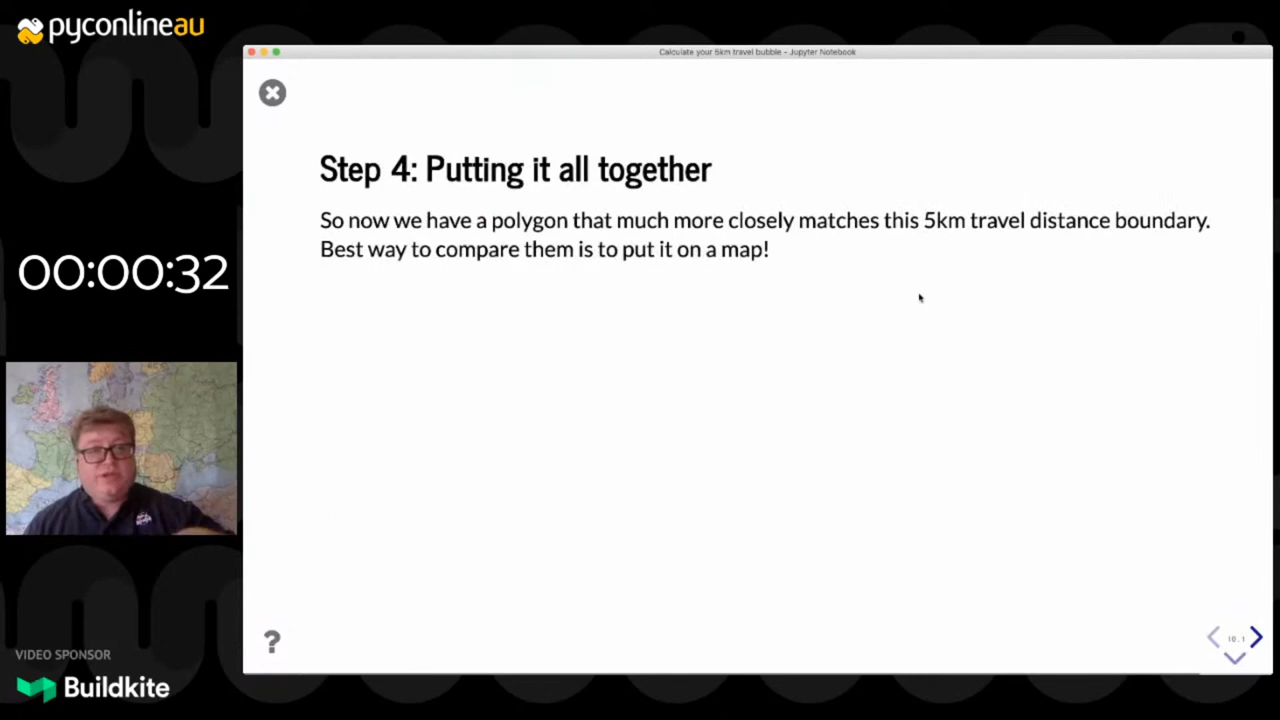 pyconlineau
Calculate your 5km travel bubble - Jupyter Notebook
Step 4: Putting it all together
So now we have a polygon that much more closely matches this 5km travel distance boundary.
Best way to compare them is to put it on a map!
00:00:32
?
10.1
VIDEO SPONSOR
Buildkite